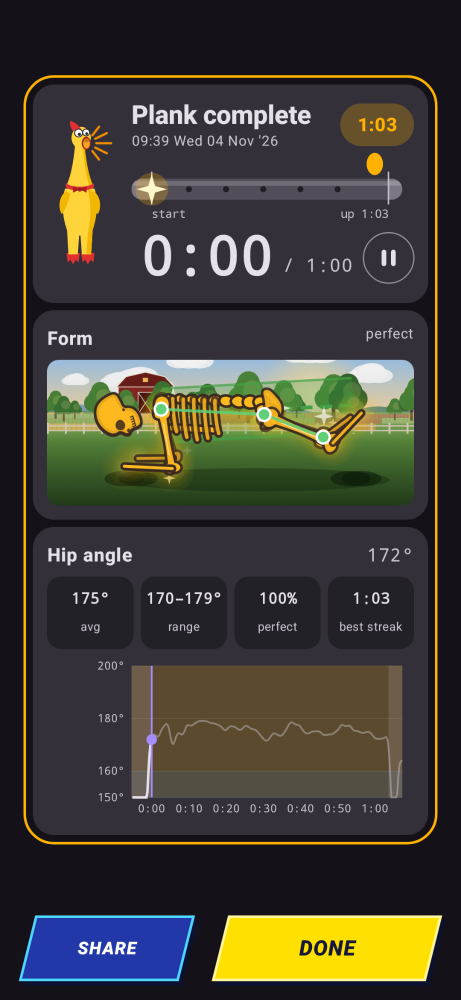 Plank complete
1:03
09:39 Wed 04 Nov '26
start
up 1:03
0:00 / 1:00
Form
perfect
Hip angle
172°
175°
170–179°
100%
1:03
avg
range
perfect
best streak
200°
180°
160°
150°
0:00 0:10 0:20 0:30 0:40 0:50 1:00
SHARE
DONE